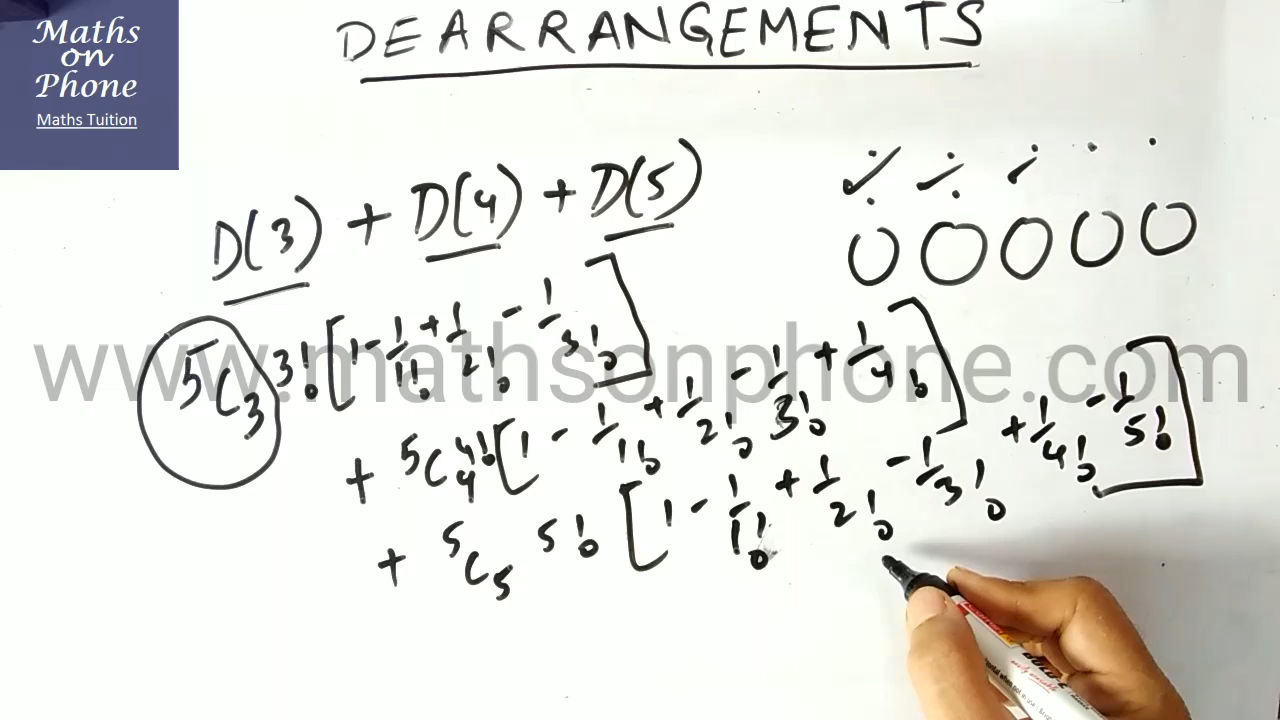 Maths
on
Phone
Maths Tuition
DEARRANGEMENTS
D(3) + D(4) + D(5)
5C3 3! [1 - 1/1! + 1/2! - 1/3!]
+ 5C4 4! [1 - 1/1! + 1/2! - 1/3! + 1/4!]
+ 5C5 5! [1 - 1/1! + 1/2! - 1/3! + 1/4! - 1/5!]
www.mathsonphone.com